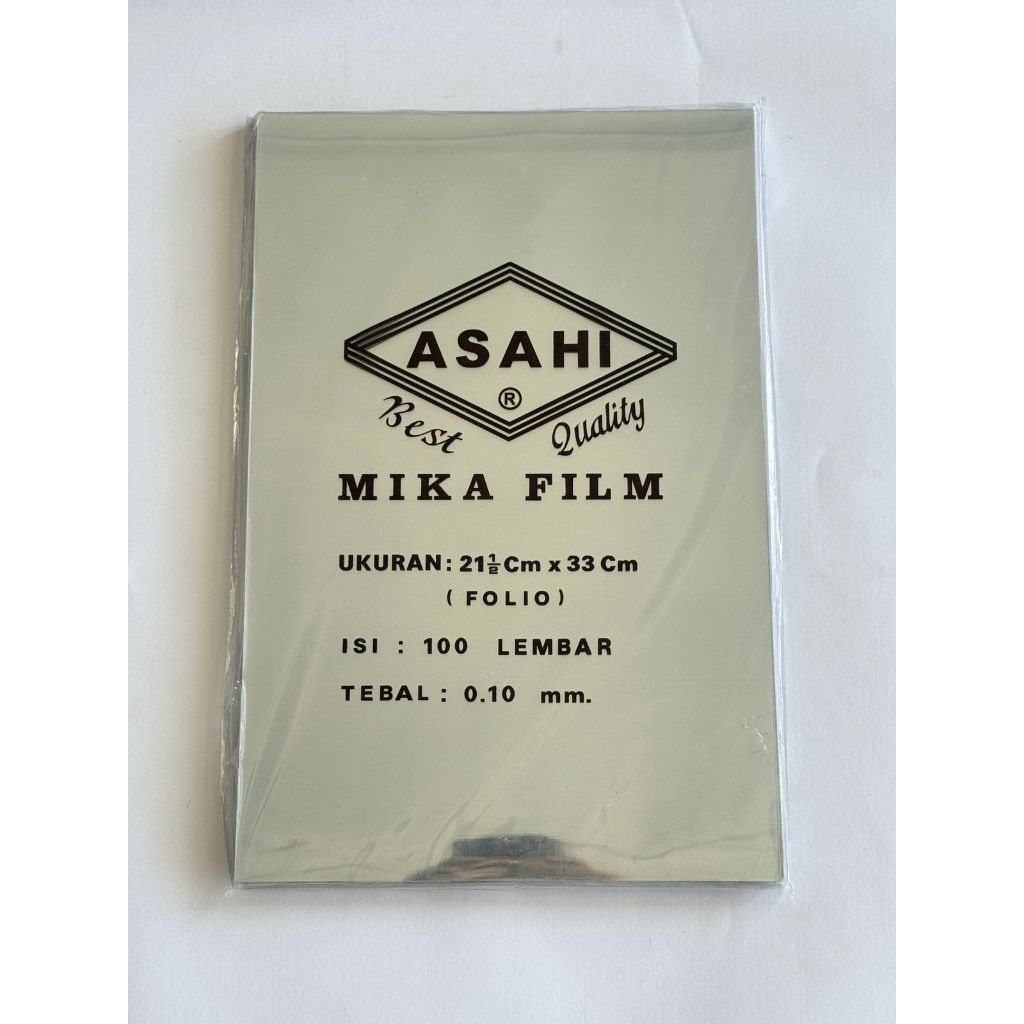 ASAHI
®
Best Quality
MIKA FILM
UKURAN: 21½ Cm x 33 Cm
( FOLIO )
ISI : 100 LEMBAR
TEBAL : 0.10 mm.